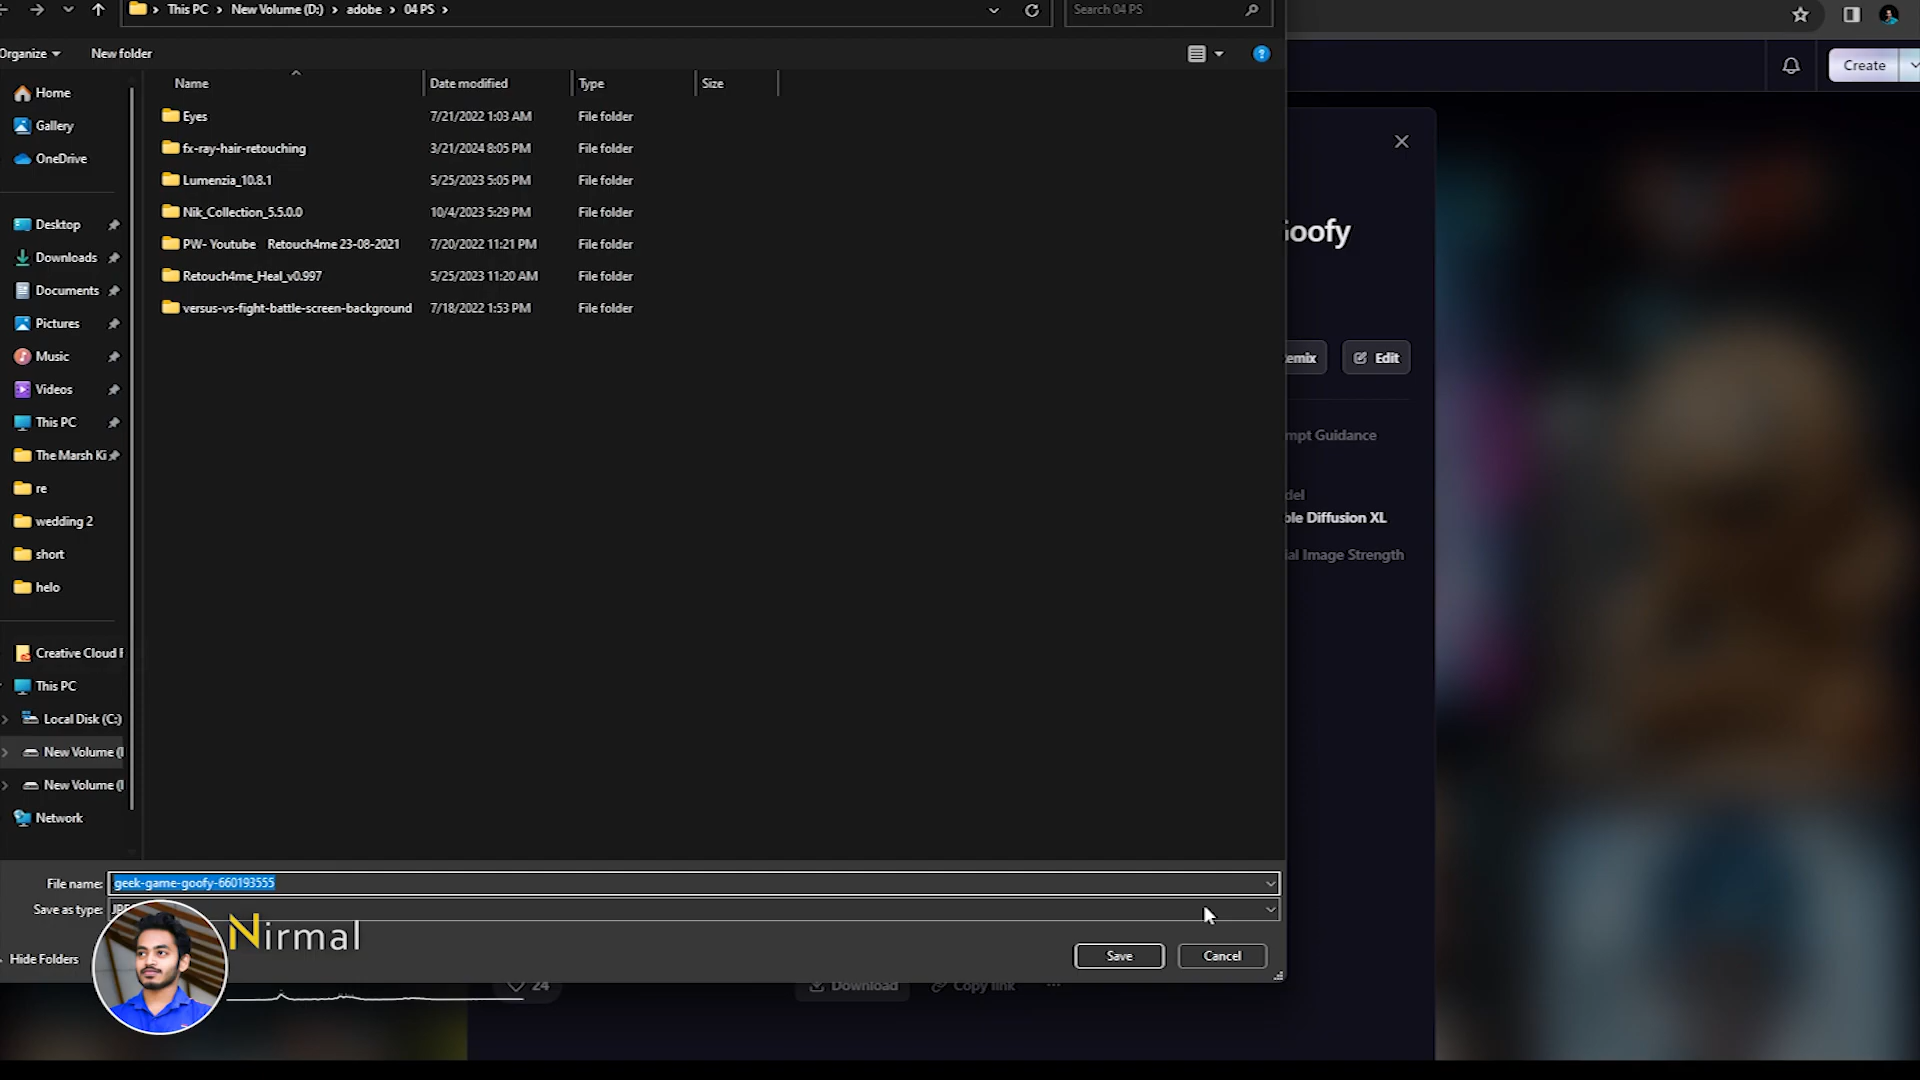 This PC > New Volume (D:) > adobe > 04 PS >
Search 04 PS
Organize
New folder
Create
Name
Date modified
Type
Size
Home
Gallery
OneDrive
Desktop
Downloads
Documents
Pictures
Music
Videos
This PC
The Marsh Ki
re
wedding 2
short
helo
Creative Cloud F
This PC
Local Disk (C:)
New Volume (
New Volume (
Network
Eyes 7/21/2022 1:03 AM File folder
fx-ray-hair-retouching 3/21/2024 8:05 PM File folder
Lumenzia_10.8.1 5/25/2023 5:05 PM File folder
Nik_Collection_5.5.0.0 10/4/2023 5:29 PM File folder
PW- Youtube Retouch4me 23-08-2021 7/20/2022 11:21 PM File folder
Retouch4me_Heal_v0.997 5/25/2023 11:20 AM File folder
versus-vs-fight-battle-screen-background 7/18/2022 1:53 PM File folder
Goofy
emix
Edit
mpt Guidance
del
ble Diffusion XL
ial Image Strength
File name: geek-game-goofy-660193555
Save as type: JPE
Nirmal
Hide Folders
Save
Cancel
24
Download
Copy link